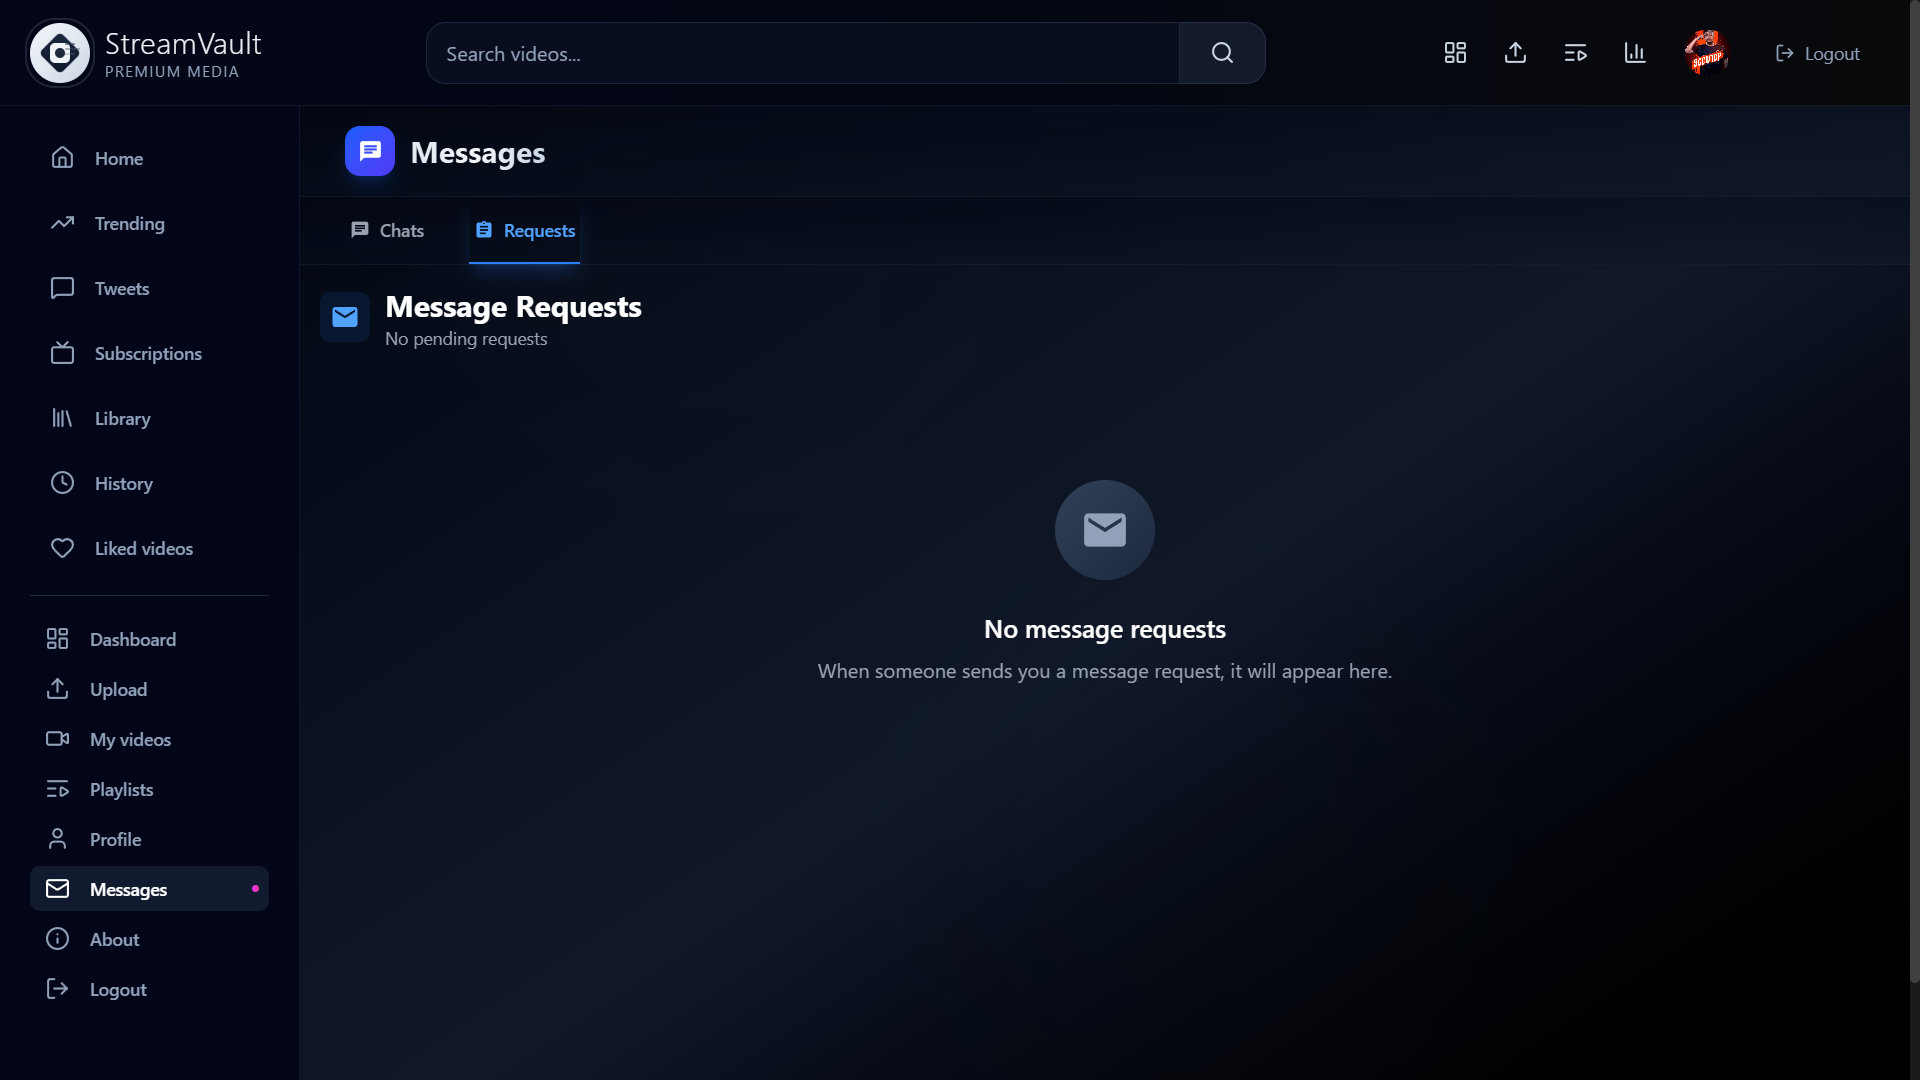 StreamVault
PREMIUM MEDIA
Search videos...
Logout
Home
Trending
Tweets
Subscriptions
Library
History
Liked videos
Dashboard
Upload
My videos
Playlists
Profile
Messages
About
Logout
Messages
Chats
Requests
Message Requests
No pending requests
No message requests
When someone sends you a message request, it will appear here.